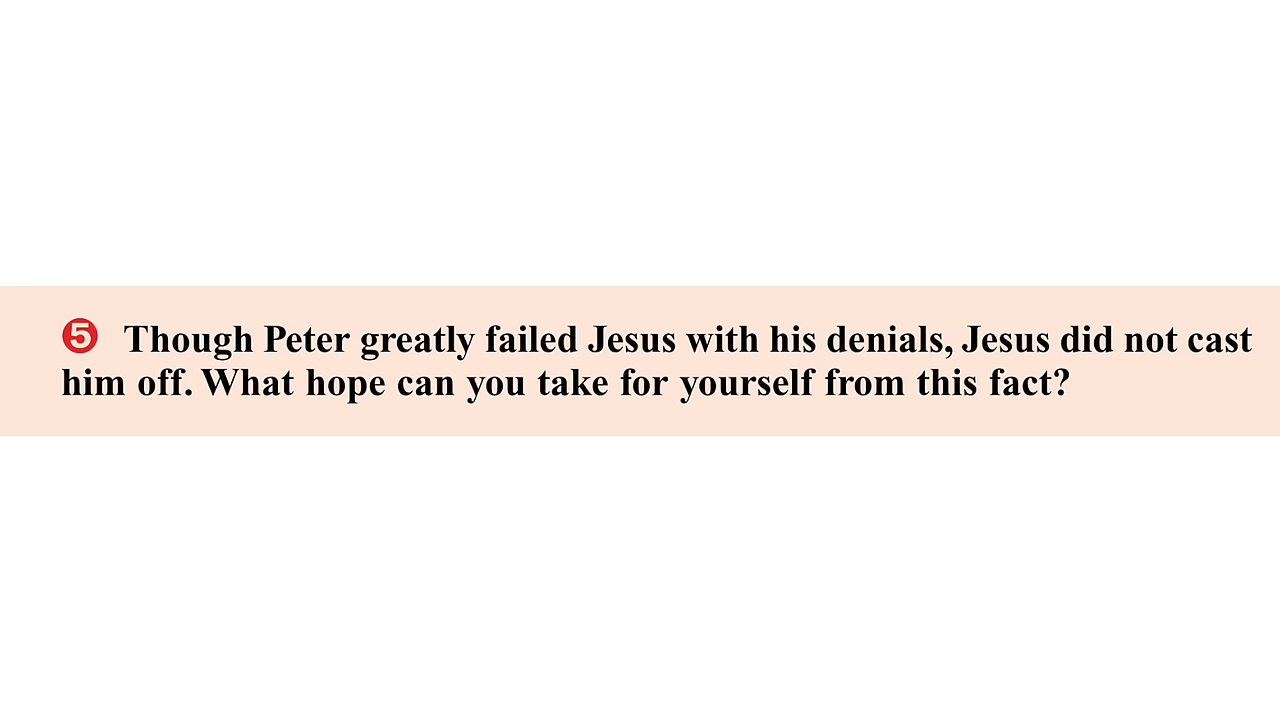 ❺ Though Peter greatly failed Jesus with his denials, Jesus did not cast
him off. What hope can you take for yourself from this fact?